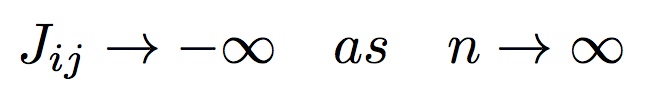 J_{ij} → −∞ as n → ∞